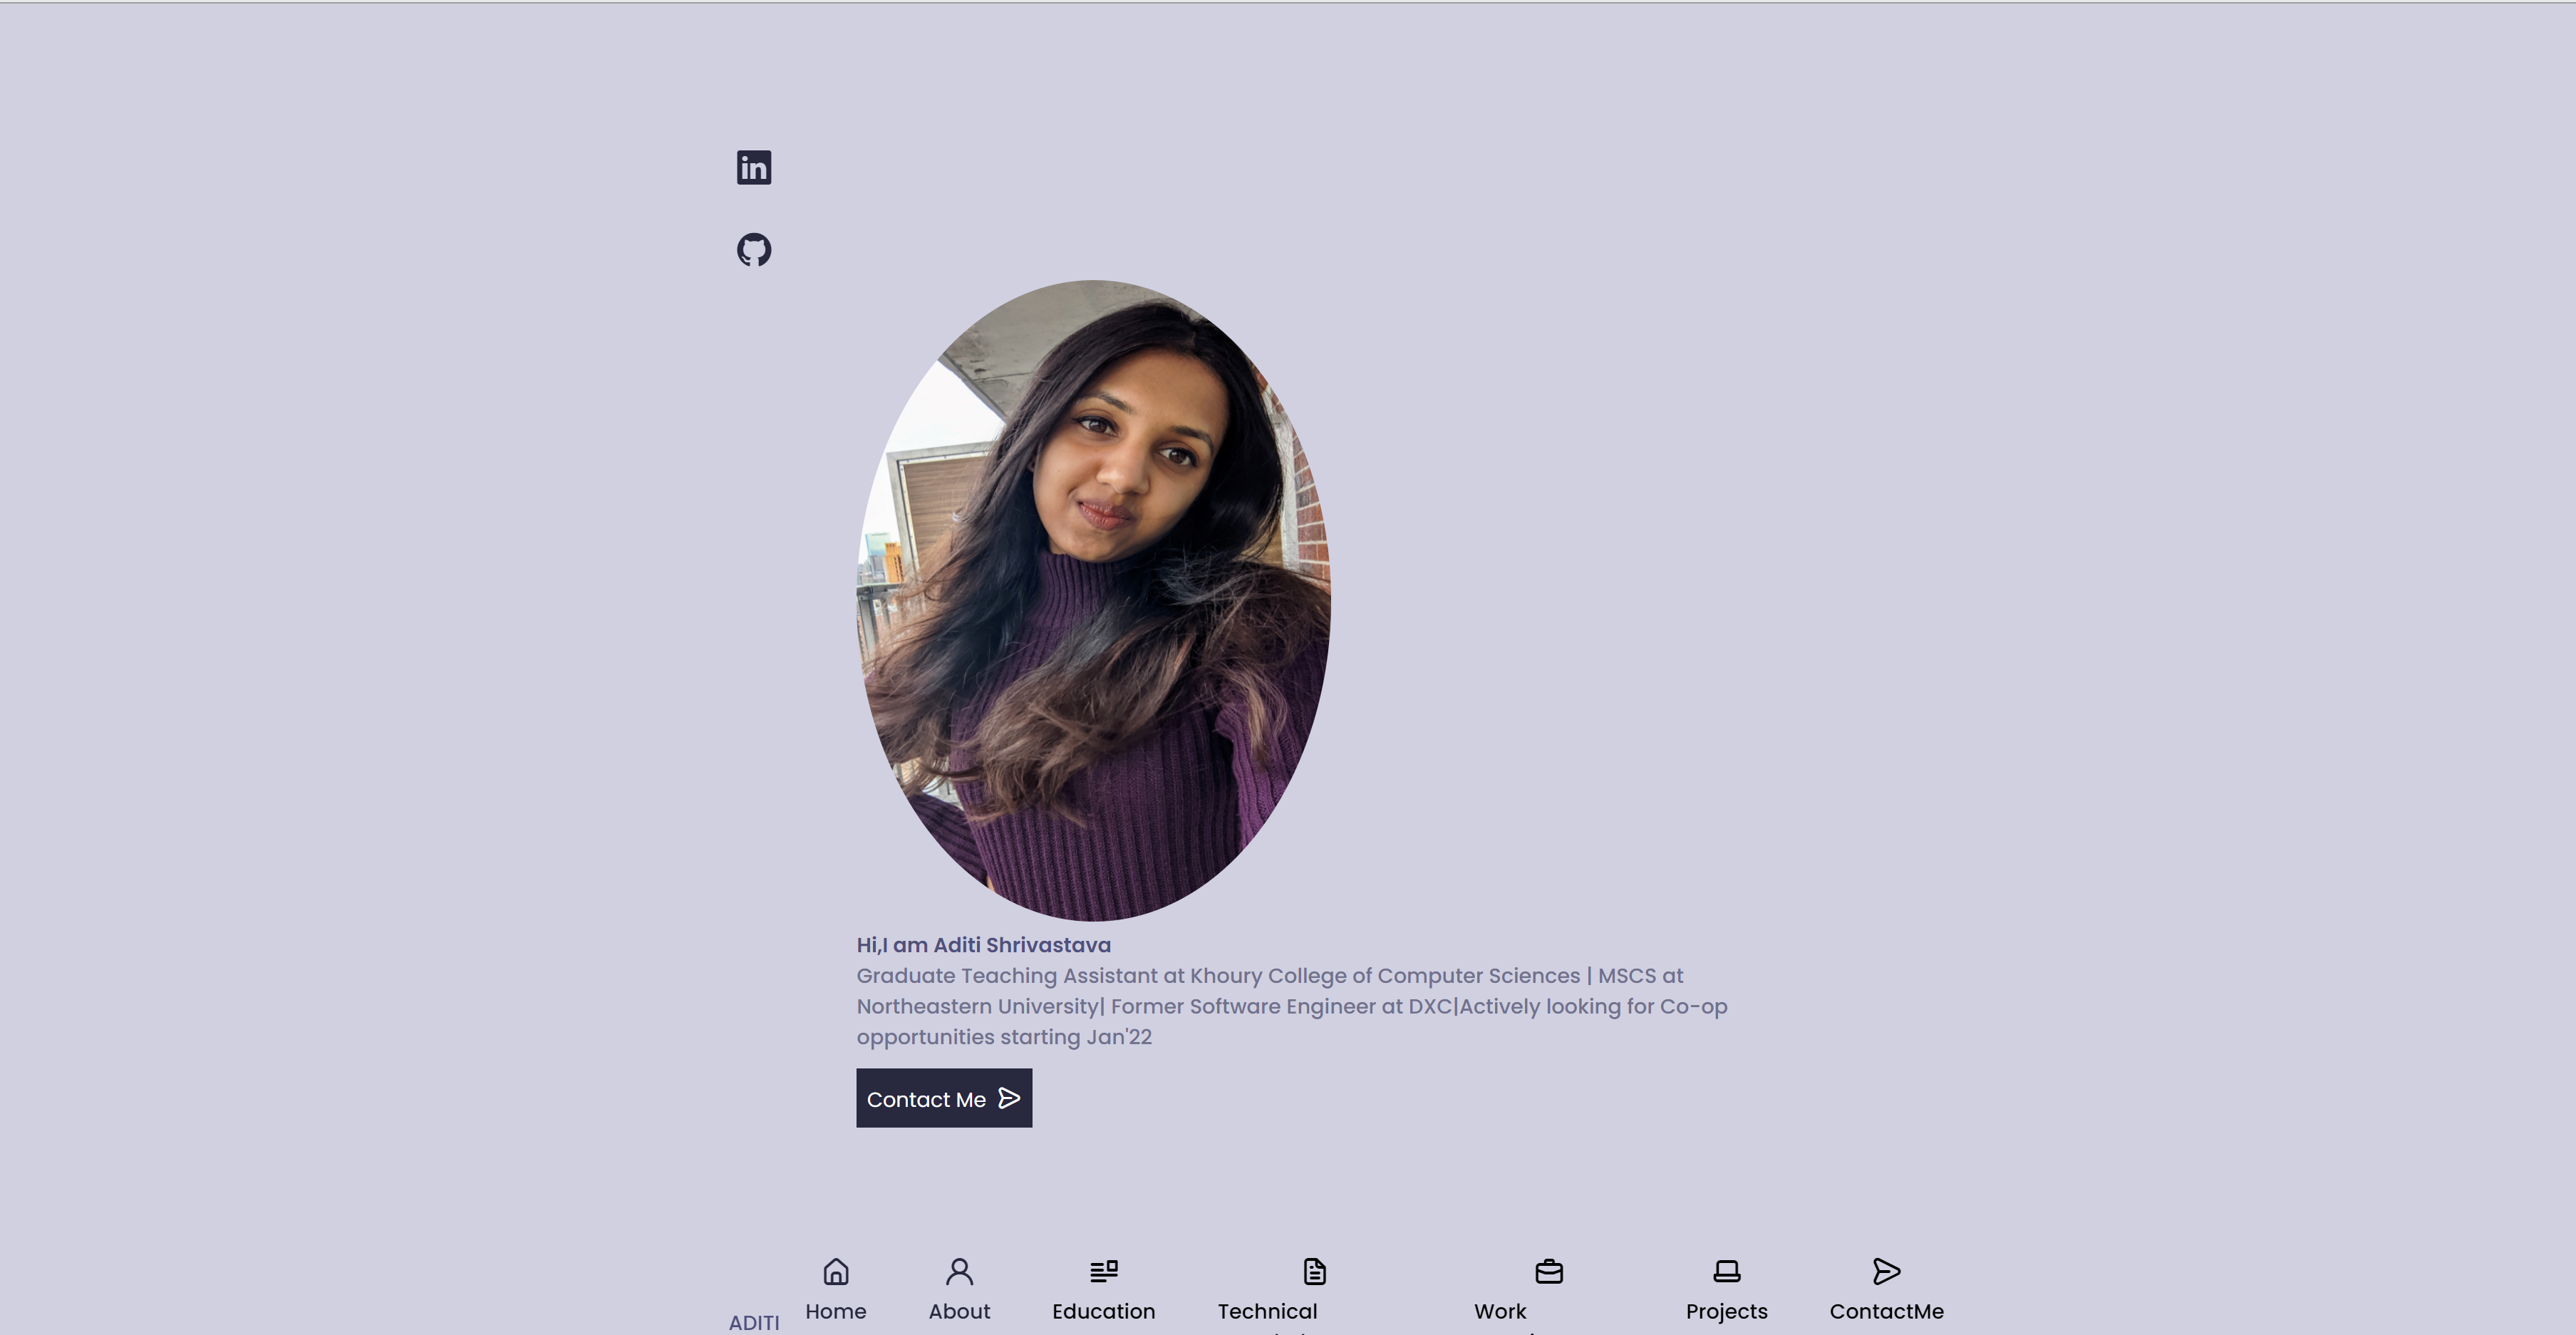 in
Hi,I am Aditi Shrivastava
Graduate Teaching Assistant at Khoury College of Computer Sciences | MSCS at
Northeastern University| Former Software Engineer at DXC|Actively looking for Co-op
opportunities starting Jan'22
Contact Me
Home About Education Technical Work Projects ContactMe
ADITI